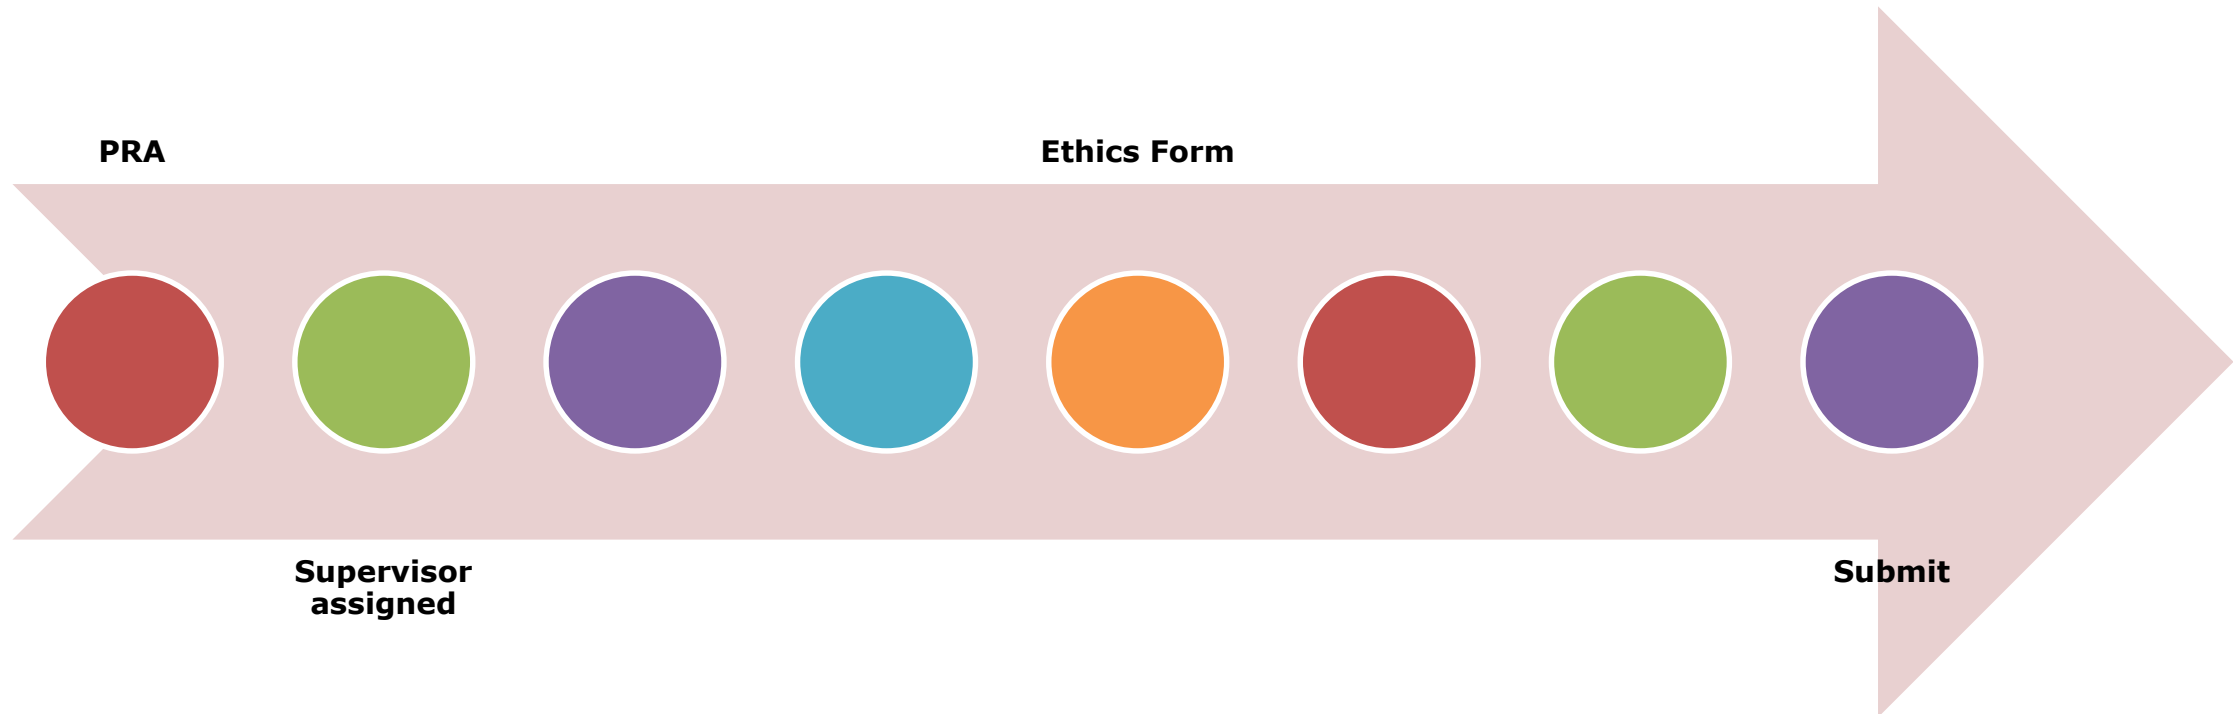 PRA
Ethics Form
Supervisor
assigned
Submit